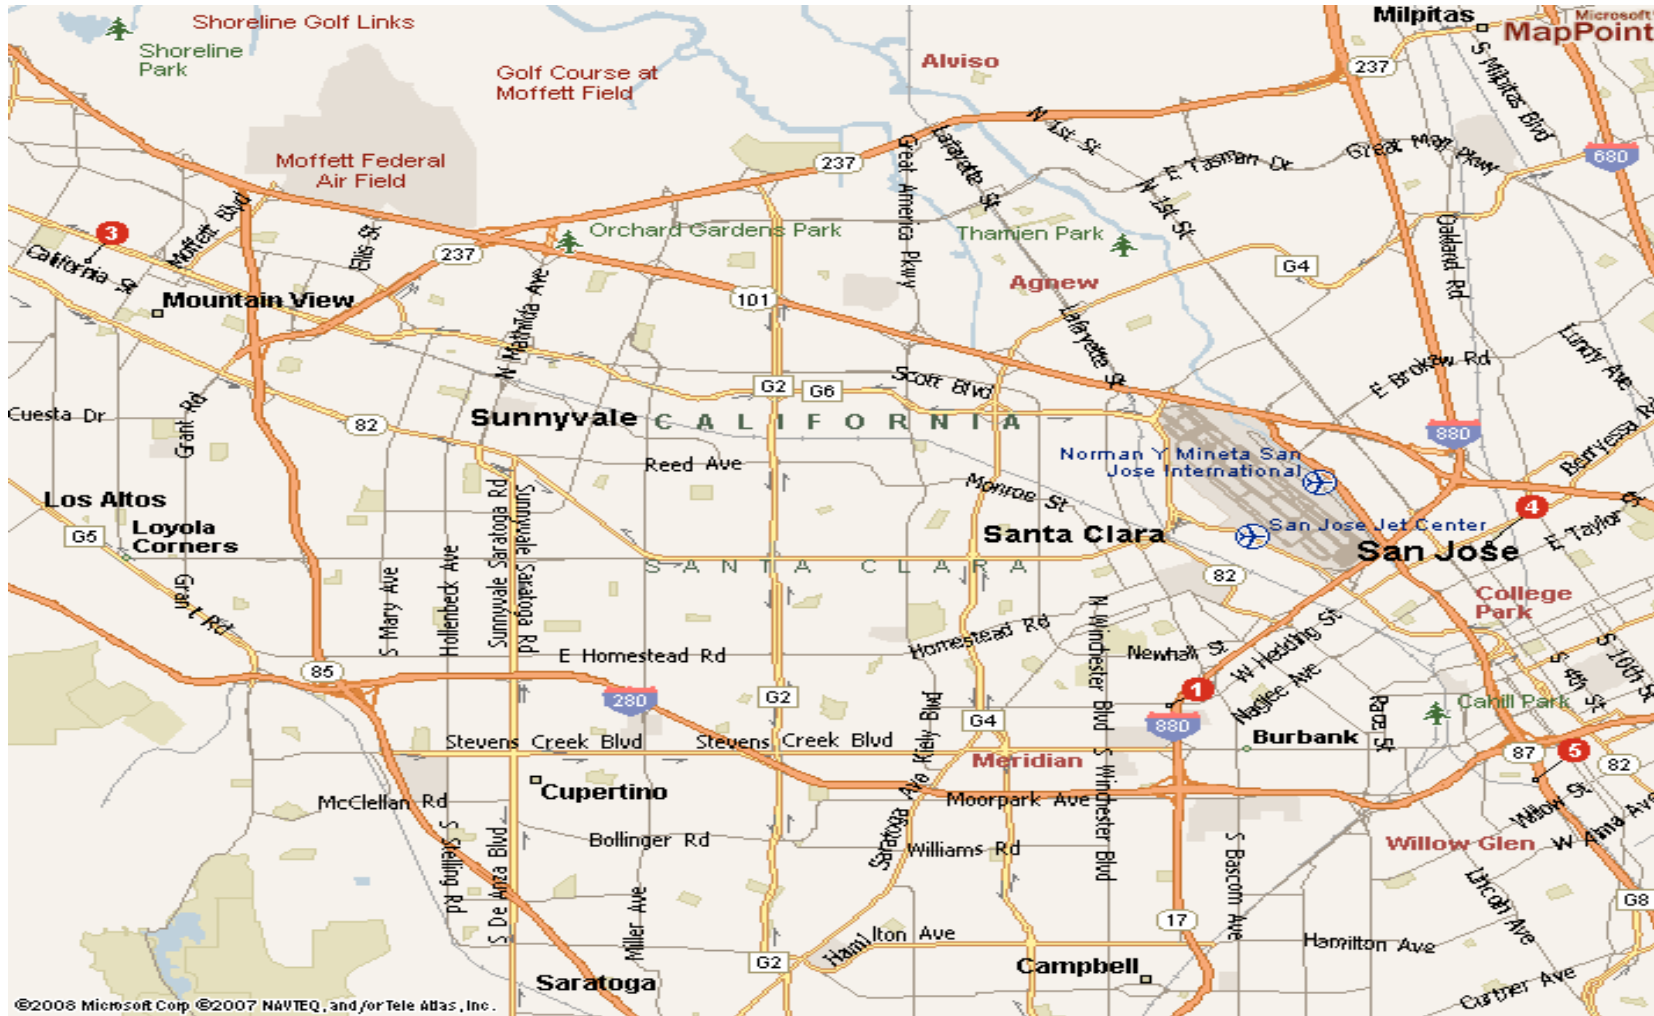 Shoreline Golf Links
Milpitas
Microsoft
MapPoint
Shoreline
Park
Alviso
237
Golf Course at
Moffett Field
S Milpitas Blvd
N 1st St
Moffett Federal
Air Field
237
Great America Pkwy
Lafayette St
E Tasman Dr
Great Mall Pkwy
680
N 1st St
Moffett Blvd
3
Ellis St
Orchard Gardens Park
Thamien Park
Oakland Rd
California St
237
G4
Agnew
Mountain View
101
N Mathilda Ave
Lafayette St
Lundy Ave
E Brokaw Rd
G2
G6
Scott Blvd
Cuesta Dr
Grant Rd
82
Sunnyvale
CALIFORNIA
880
Berryessa Rd
Norman Y Mineta San
Jose International
Reed Ave
Monroe St
Los Altos
Loyola
Corners
G5
Sunnyvale Saratoga Rd
Sunnyvale Saratoga Rd
4
Santa Clara
San Jose Jet Center
San Jose
E Taylor St
SANTA CLARA
82
Grant Rd
S Mary Ave
Hollenbeck Ave
College
Park
N Winchester Blvd
Homestead Rd
E Homestead Rd
Newhall St
W Hedding St
Naglee Ave
S 4th St
S 10th St
85
280
G2
1
Race St
Cahill Park
G4
Kiely Blvd
880
Stevens Creek Blvd
Stevens Creek Blvd
Burbank
87
5
82
Meridian
S Winchester Blvd
Cupertino
McClellan Rd
Moorpark Ave
Willow St
W Alma Ave
S Stelling Rd
S De Anza Blvd
Bollinger Rd
Saratoga Ave
Williams Rd
S Bascom Ave
Willow Glen
Lincoln Ave
G8
Miller Ave
17
Hamilton Ave
Hamilton Ave
G2
Campbell
Saratoga
Curtner Ave
©2008 Microsoft Corp ©2007 NAVTEQ, and/or Tele Atlas, Inc.